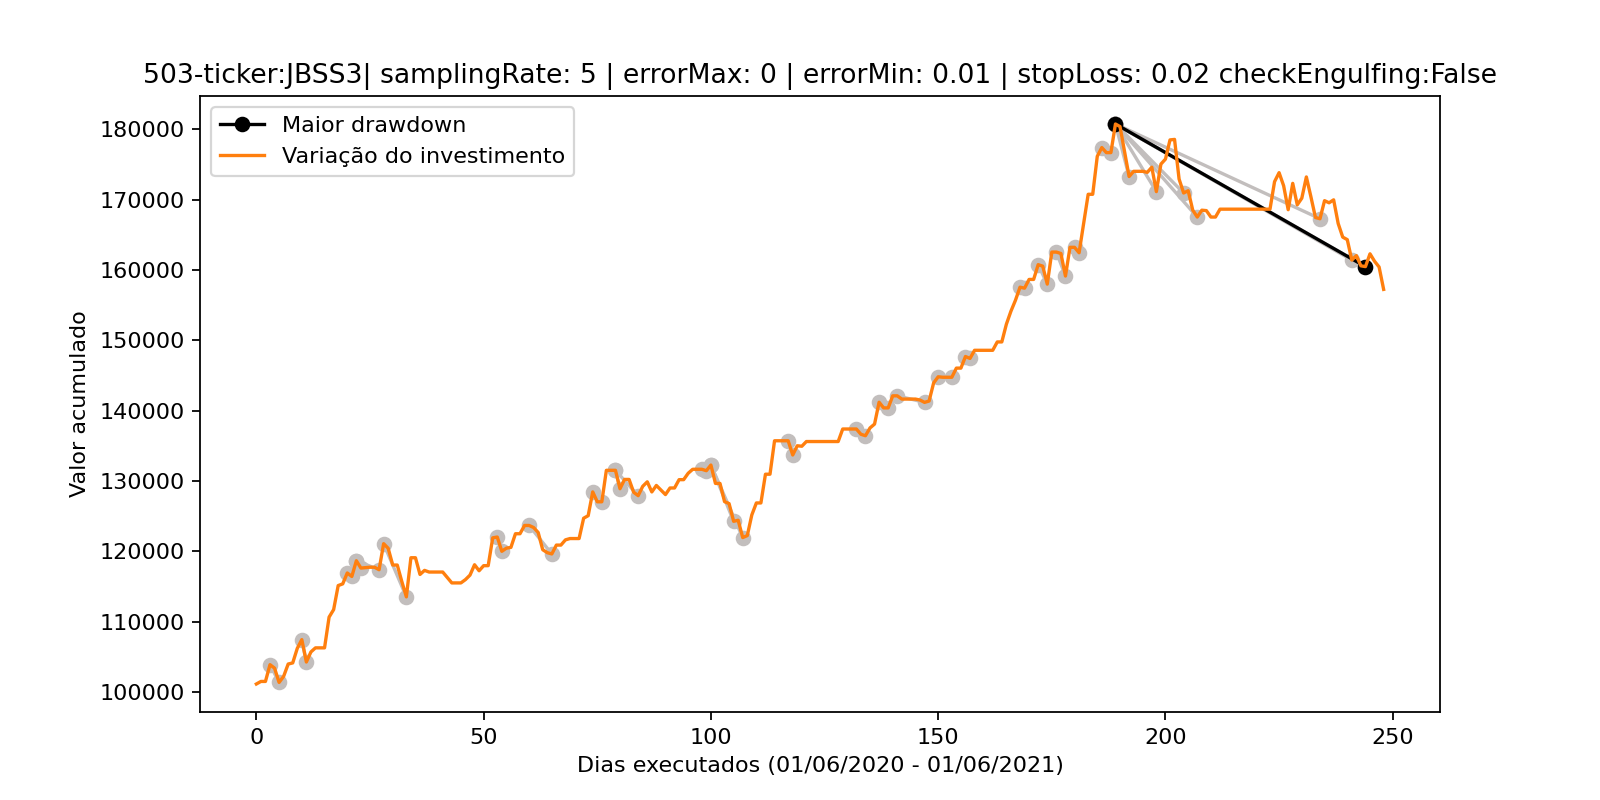 503-ticker:JBSS3| samplingRate: 5 | errorMax: 0 | errorMin: 0.01 | stopLoss: 0.02 checkEngulfing:False
Maior drawdown
Variação do investimento
Valor acumulado
180000
170000
160000
150000
140000
130000
120000
110000
100000
0 50 100 150 200 250
Dias executados (01/06/2020 - 01/06/2021)